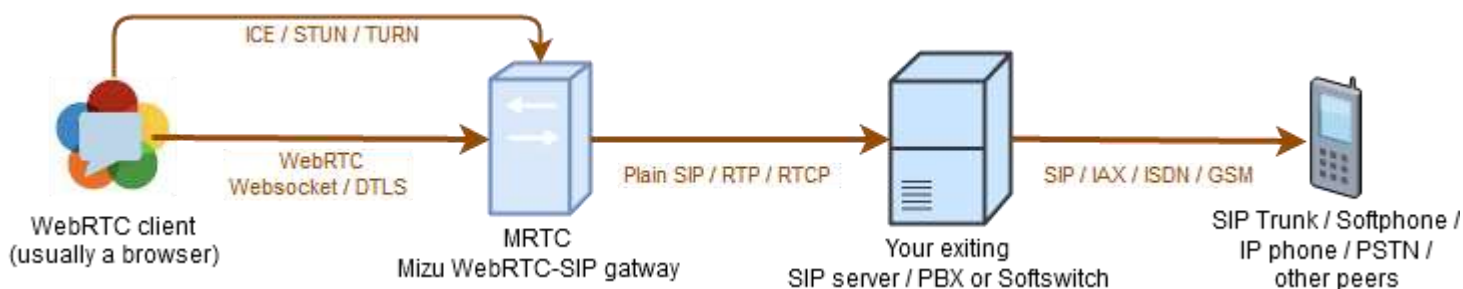 ICE / STUN / TURN
WebRTC
Websocket / DTLS
Plain SIP / RTP / RTCP
SIP / IAX / ISDN / GSM
WebRTC client
(usually a browser)
MRTC
Mizu WebRTC-SIP gatway
Your exiting
SIP server / PBX or Softswitch
SIP Trunk / Softphone /
IP phone / PSTN /
other peers